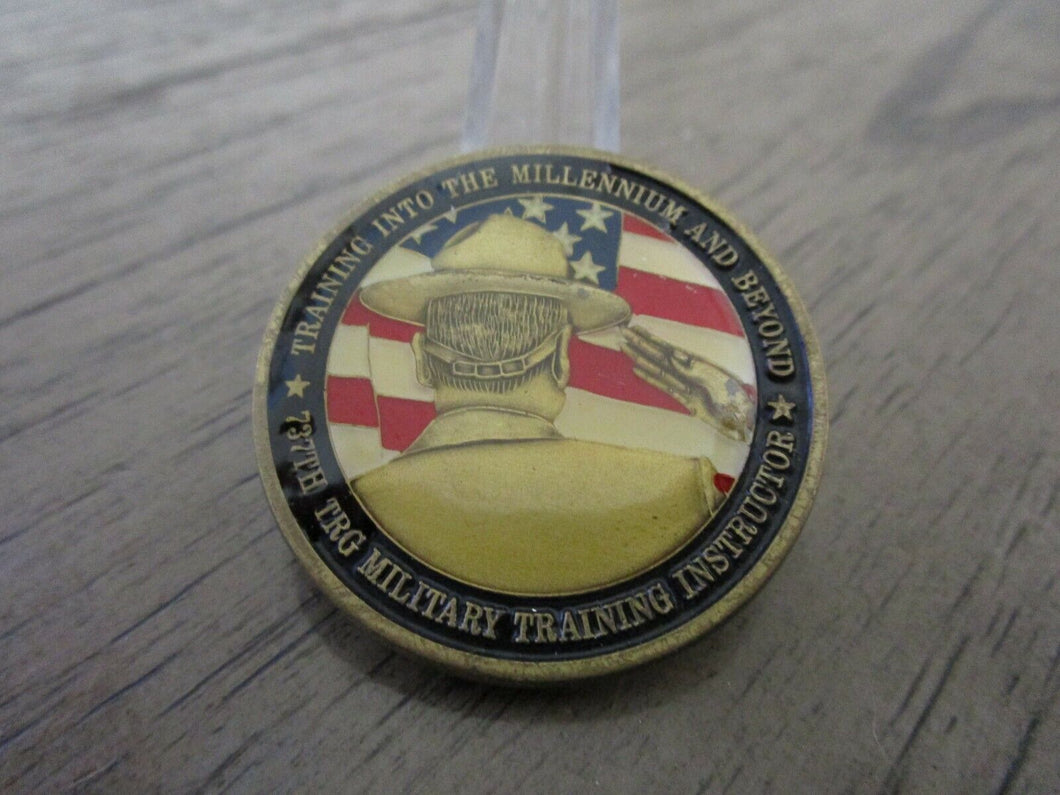 TRAINING INTO THE MILLENNIUM AND BEYOND
737TH TRG MILITARY TRAINING INSTRUCTOR